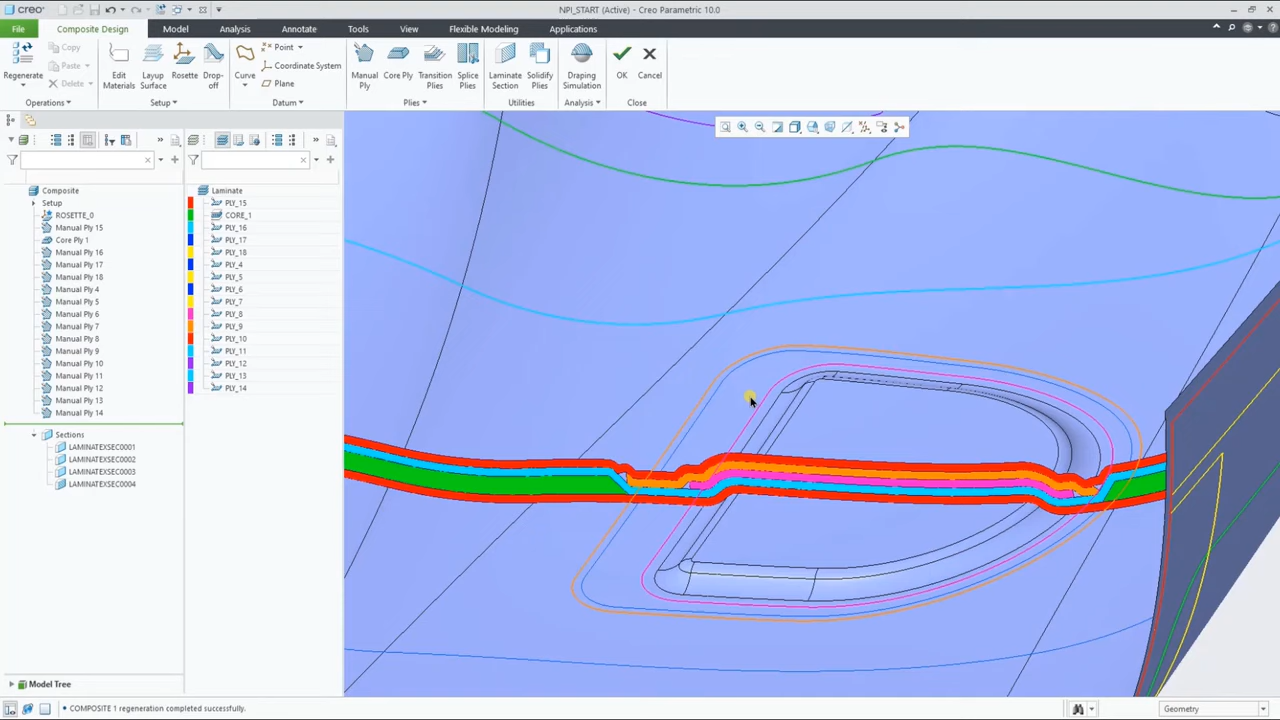 creo
NPI_START (Active) - Creo Parametric 10.0
File Composite Design Model Analysis Annotate Tools View Flexible Modeling Applications
Regenerate
Copy
Paste
Delete
Edit Materials
Layup Surface
Rosette
Drop-off
Curve
Point
Coordinate System
Plane
Manual Ply
Core Ply
Transition Plies
Splice Plies
Laminate Section
Solidify Plies
Draping Simulation
OK
Cancel
Operations Setup Datum Plies Utilities Analysis Close
Composite
Setup
ROSETTE_0
Manual Ply 15
Core Ply 1
Manual Ply 16
Manual Ply 17
Manual Ply 18
Manual Ply 4
Manual Ply 5
Manual Ply 6
Manual Ply 7
Manual Ply 8
Manual Ply 9
Manual Ply 10
Manual Ply 11
Manual Ply 12
Manual Ply 13
Manual Ply 14
Sections
LAMINATEXSEC0001
LAMINATEXSEC0002
LAMINATEXSEC0003
LAMINATEXSEC0004
Laminate
PLY_15
CORE_1
PLY_16
PLY_17
PLY_18
PLY_4
PLY_5
PLY_6
PLY_7
PLY_8
PLY_9
PLY_10
PLY_11
PLY_12
PLY_13
PLY_14
Model Tree
COMPOSITE 1 regeneration completed successfully.
Geometry